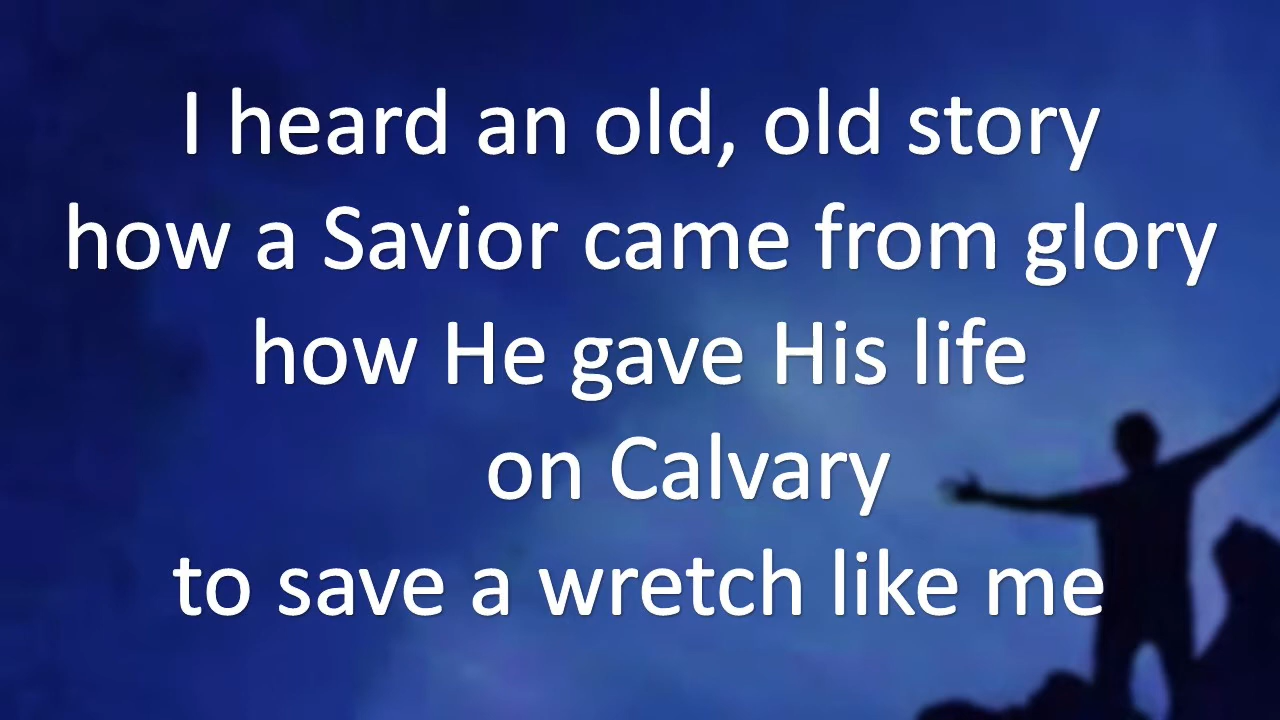 I heard an old, old story
how a Savior came from glory
how He gave His life
on Calvary
to save a wretch like me